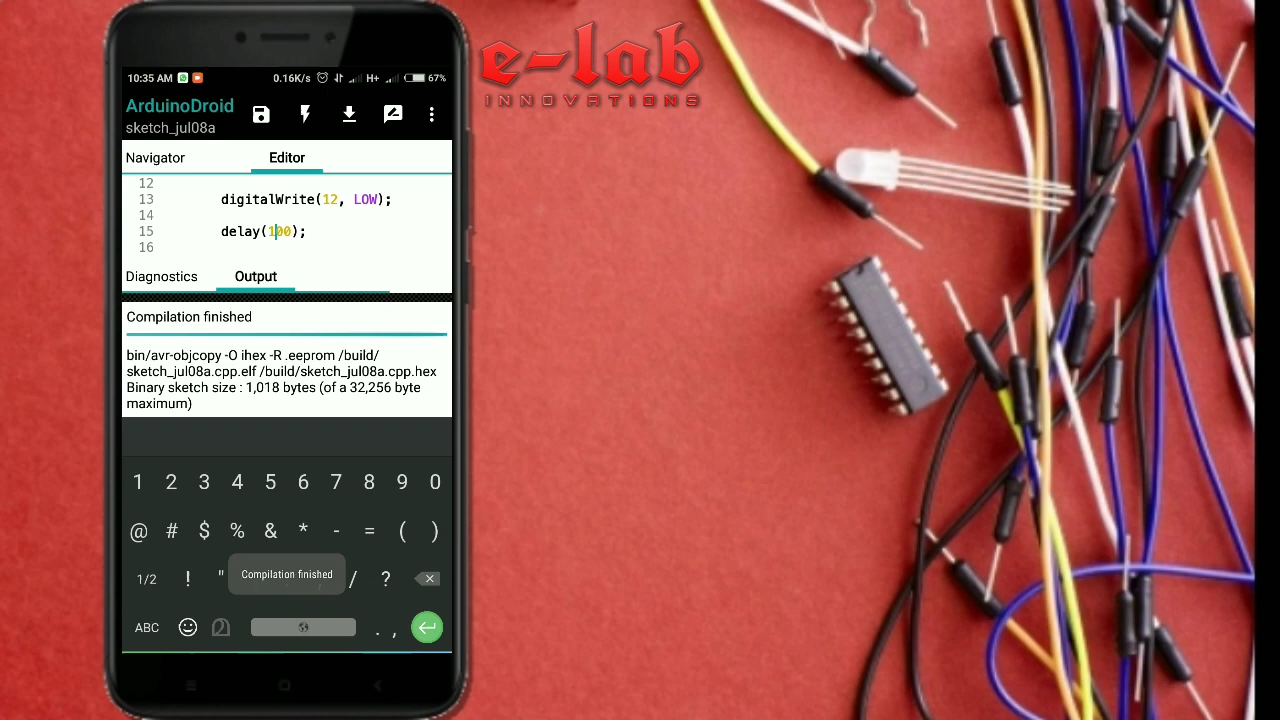 e-lab
INNOVATIONS
10:35 AM 0.16K/s H+ 67%
ArduinoDroid
sketch_jul08a
Navigator Editor
12
13 digitalWrite(12, LOW);
14
15 delay(100);
16
Diagnostics Output
Compilation finished
bin/avr-objcopy -O ihex -R .eeprom /build/
sketch_jul08a.cpp.elf /build/sketch_jul08a.cpp.hex
Binary sketch size : 1,018 bytes (of a 32,256 byte
maximum)
1 2 3 4 5 6 7 8 9 0
@ # $ % & * - = ( )
1/2 ! " / ?
Compilation finished
ABC . ,